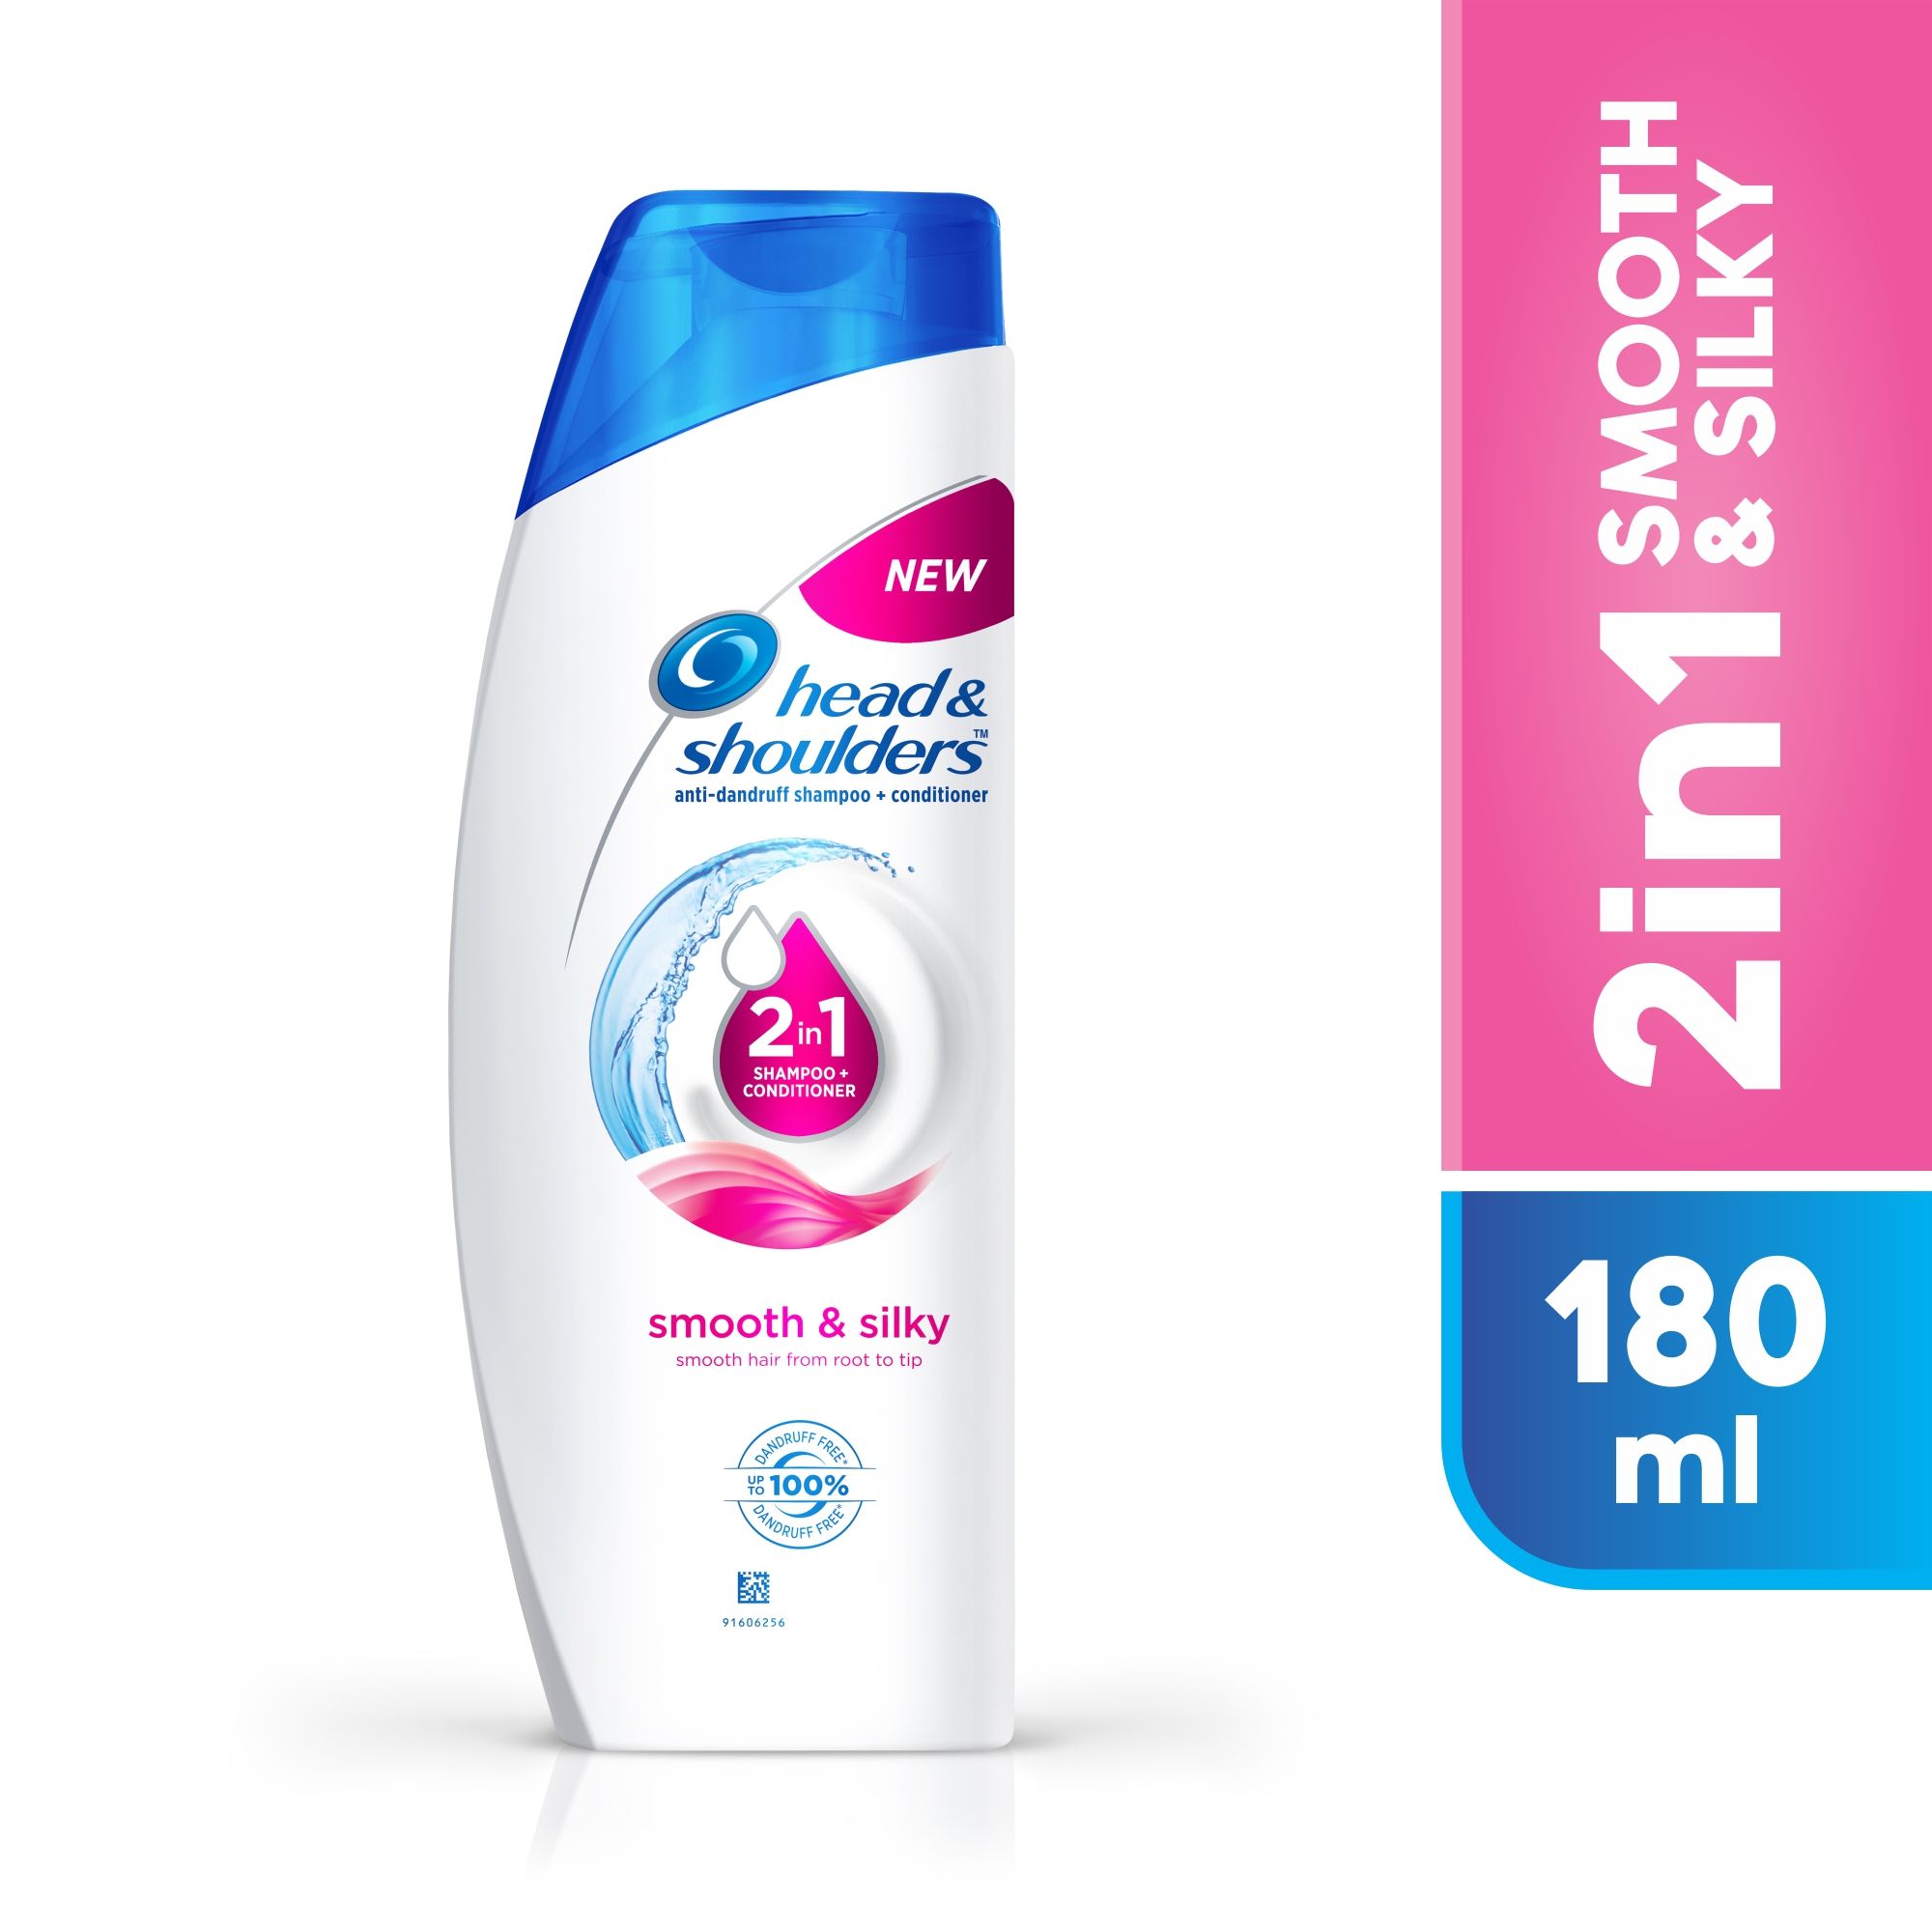 NEW
head &
shoulders™
anti-dandruff shampoo + conditioner
2in1
SHAMPOO +
CONDITIONER
smooth & silky
smooth hair from root to tip
DANDRUFF FREE*
UP TO 100%
DANDRUFF FREE*
91606256
2in1 SMOOTH
& SILKY
180
ml